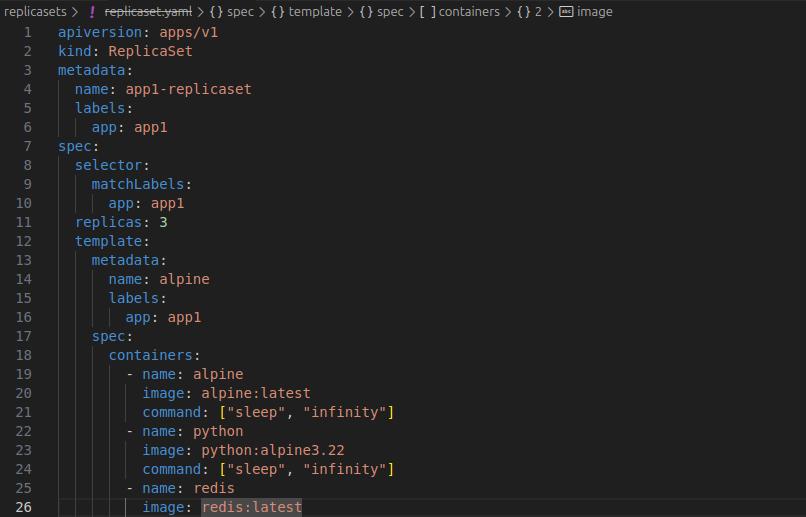 replicasets > ! replicaset.yaml > {} spec > {} template > {} spec > [ ] containers > {} 2 > abc image
1 apiversion: apps/v1
2 kind: ReplicaSet
3 metadata:
4   name: app1-replicaset
5   labels:
6     app: app1
7 spec:
8   selector:
9     matchLabels:
10       app: app1
11   replicas: 3
12   template:
13     metadata:
14       name: alpine
15       labels:
16         app: app1
17     spec:
18       containers:
19         - name: alpine
20           image: alpine:latest
21           command: ["sleep", "infinity"]
22         - name: python
23           image: python:alpine3.22
24           command: ["sleep", "infinity"]
25         - name: redis
26           image: redis:latest